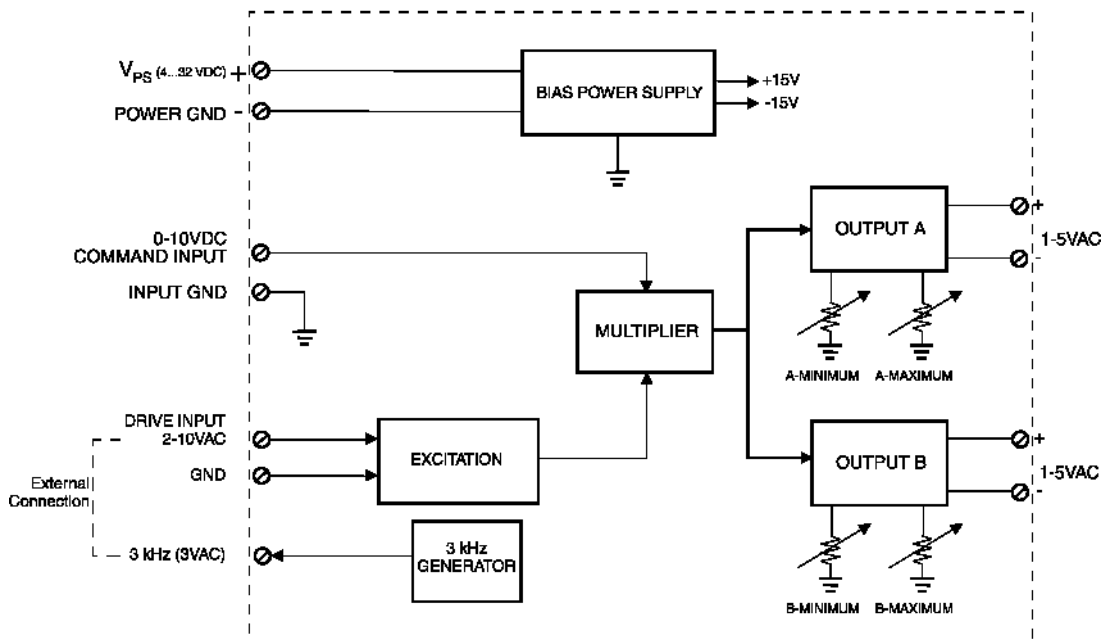 V_PS (4...32 VDC) +
POWER GND -
BIAS POWER SUPPLY
+15V
-15V
0-10VDC
COMMAND INPUT
INPUT GND
MULTIPLIER
OUTPUT A
+
-
1-5VAC
A-MINIMUM
A-MAXIMUM
DRIVE INPUT
2-10VAC
GND
EXCITATION
External
Connection
3 kHz (3VAC)
3 kHz
GENERATOR
OUTPUT B
+
-
1-5VAC
B-MINIMUM
B-MAXIMUM